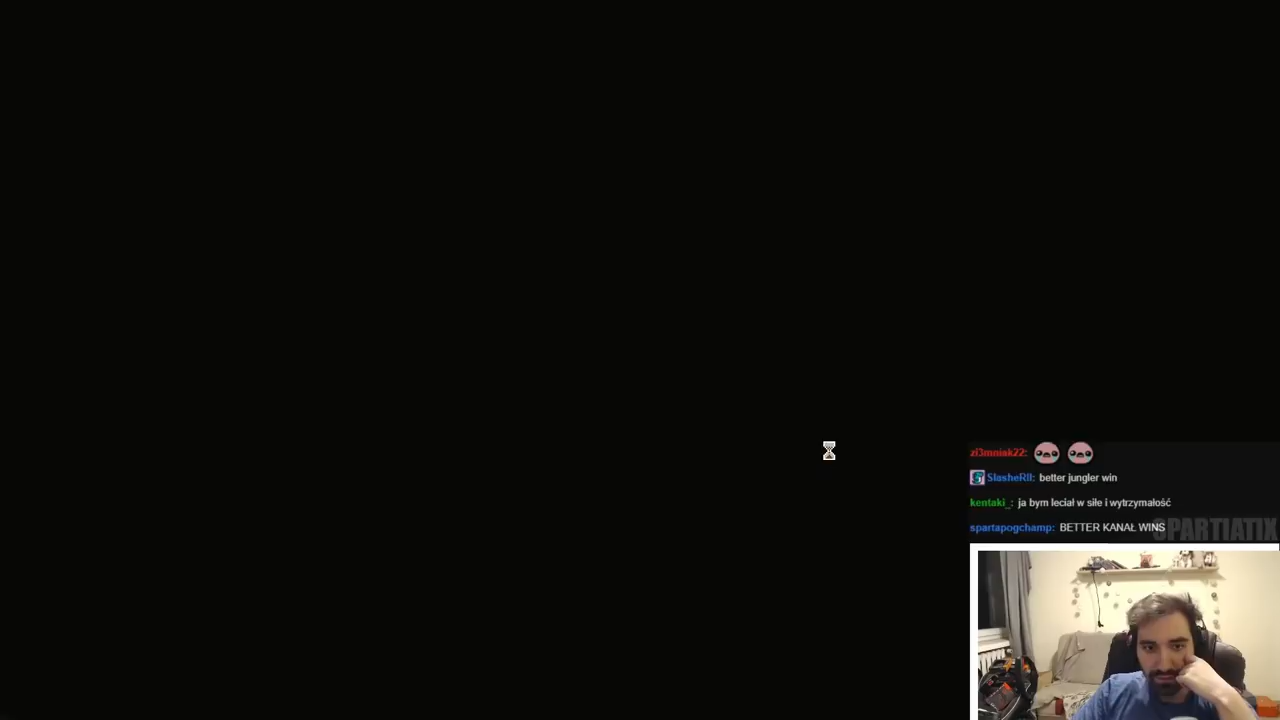 zi3mniak22:
SlasheRII: better jungler win
kentaki_: ja bym leciał w siłe i wytrzymałość
spartapogchamp: BETTER KANAŁ WINS
SPARTIATIX